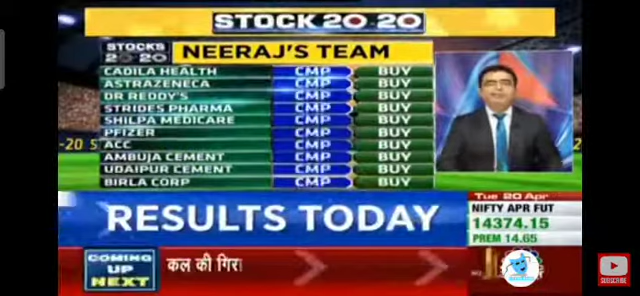 STOCK 20 20
STOCKS
20 20
NEERAJ'S TEAM
CADILA HEALTH CMP BUY
ASTRAZENECA CMP BUY
DR REDDY'S CMP BUY
STRIDES PHARMA CMP BUY
SHILPA MEDICARE CMP BUY
PFIZER CMP BUY
ACC CMP BUY
AMBUJA CEMENT CMP BUY
UDAIPUR CEMENT CMP BUY
BIRLA CORP CMP BUY
-20
RESULTS TODAY
Tue 20 Apr
NIFTY APR FUT
14374.15
PREM 14.65
COMING
UP
NEXT
कल की गिरा
SUBSCRIBE